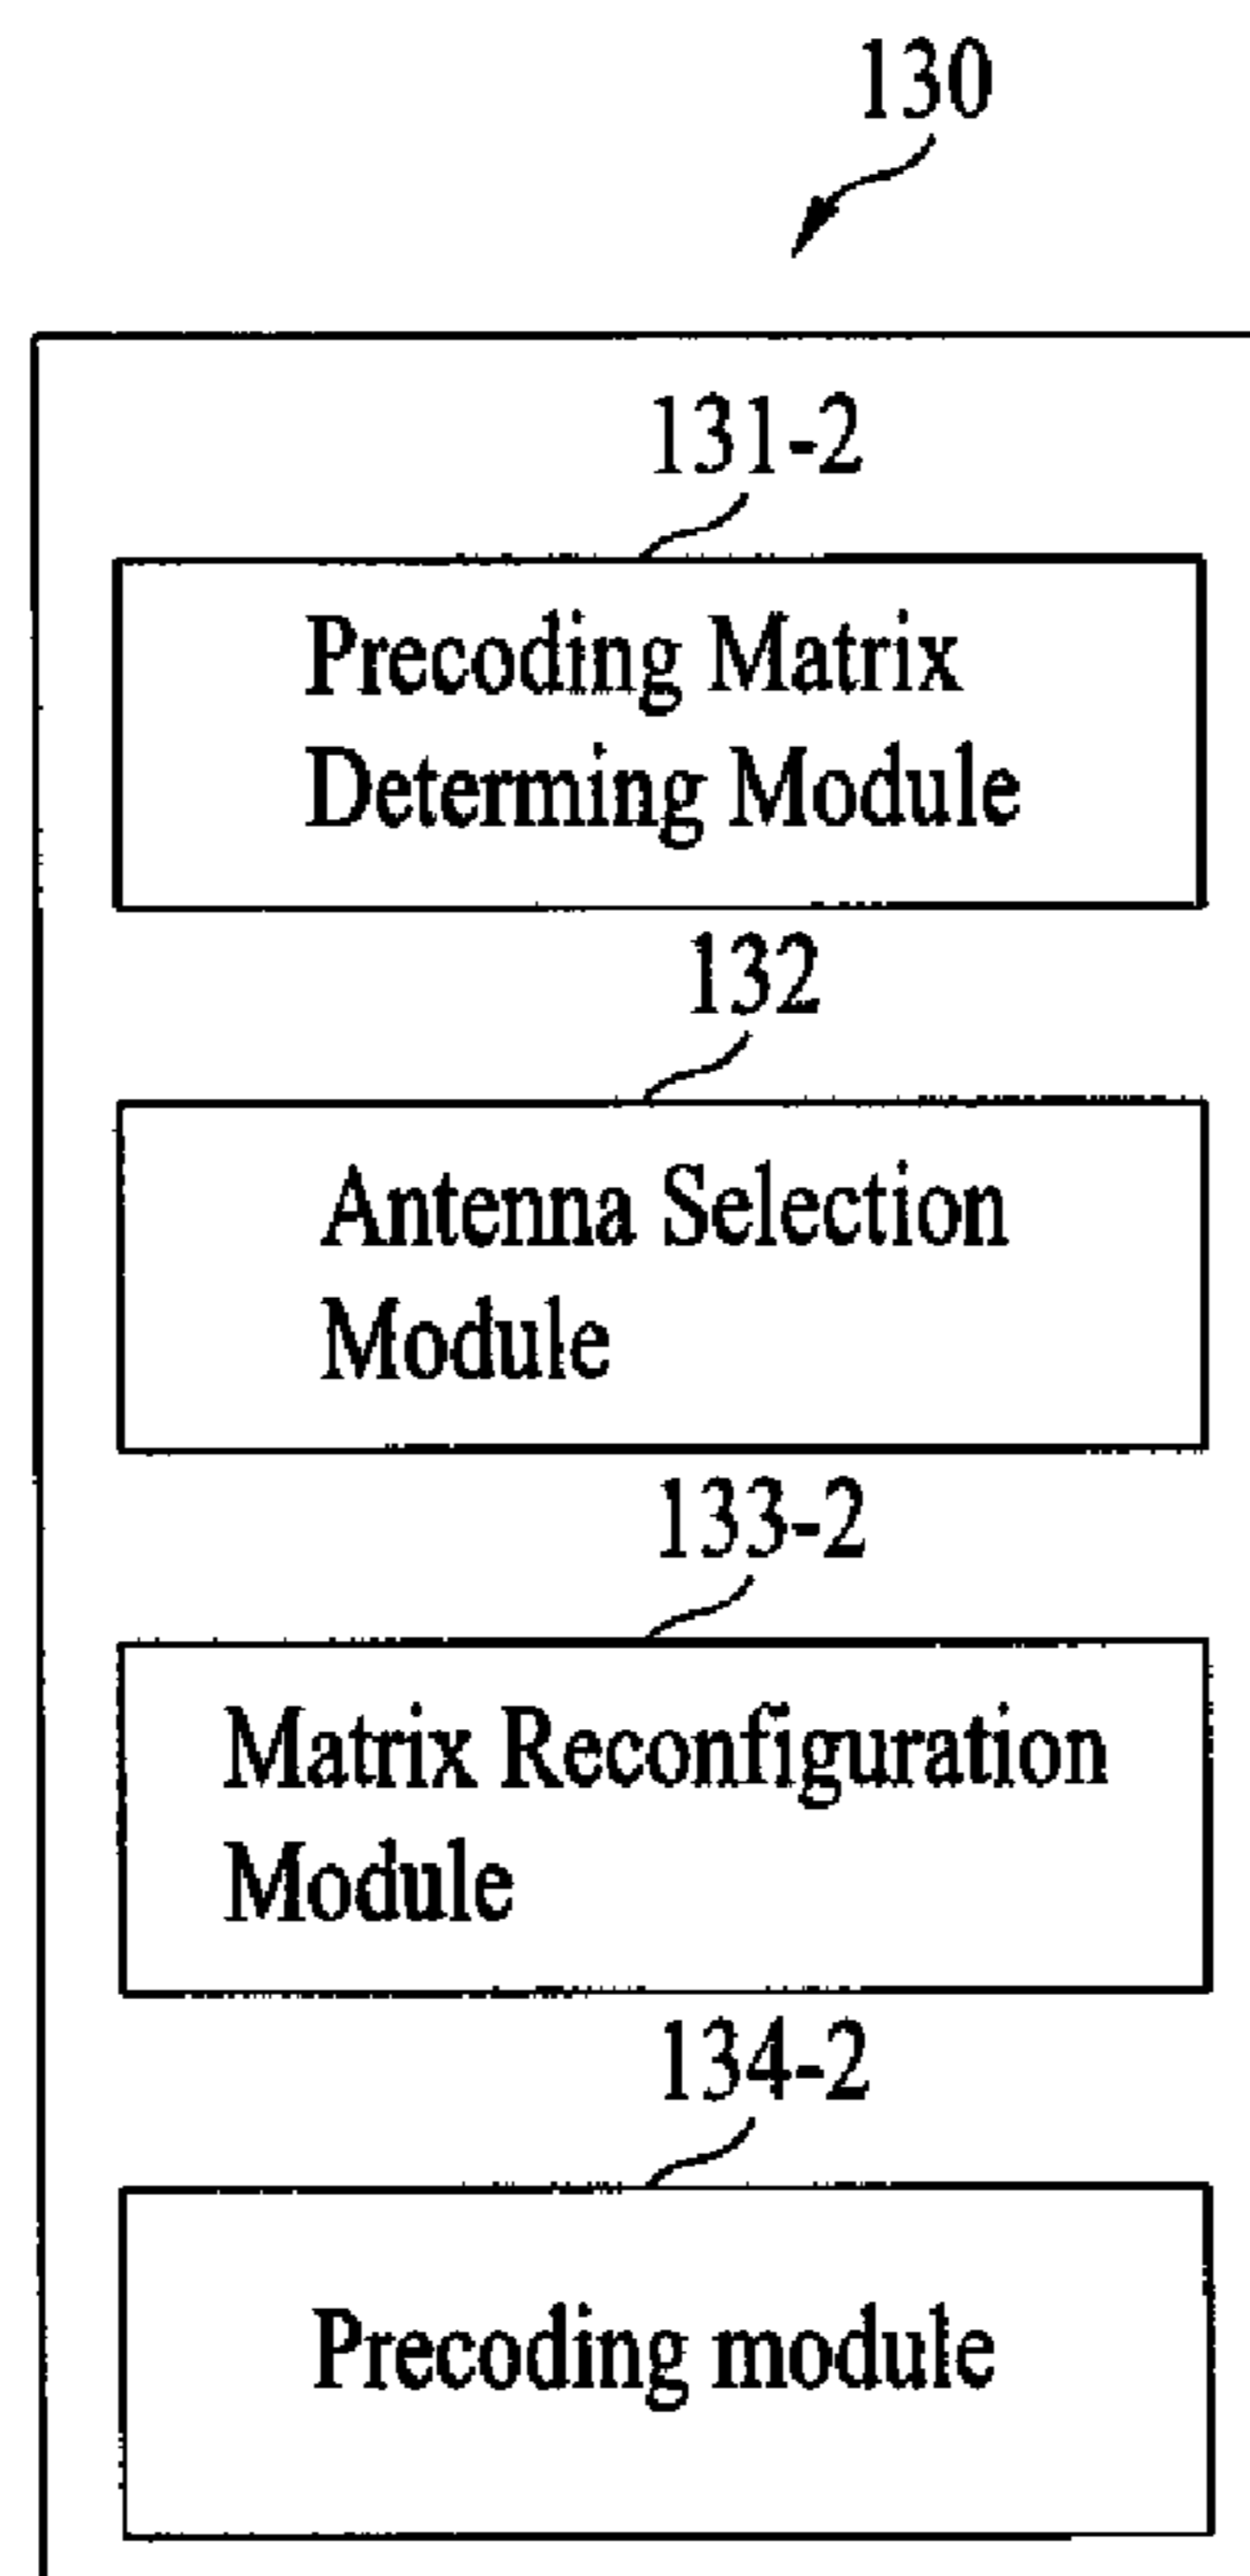 130
131-2
Precoding Matrix
Determing Module
132
Antenna Selection
Module
133-2
Matrix Reconfiguration
Module
134-2
Precoding module